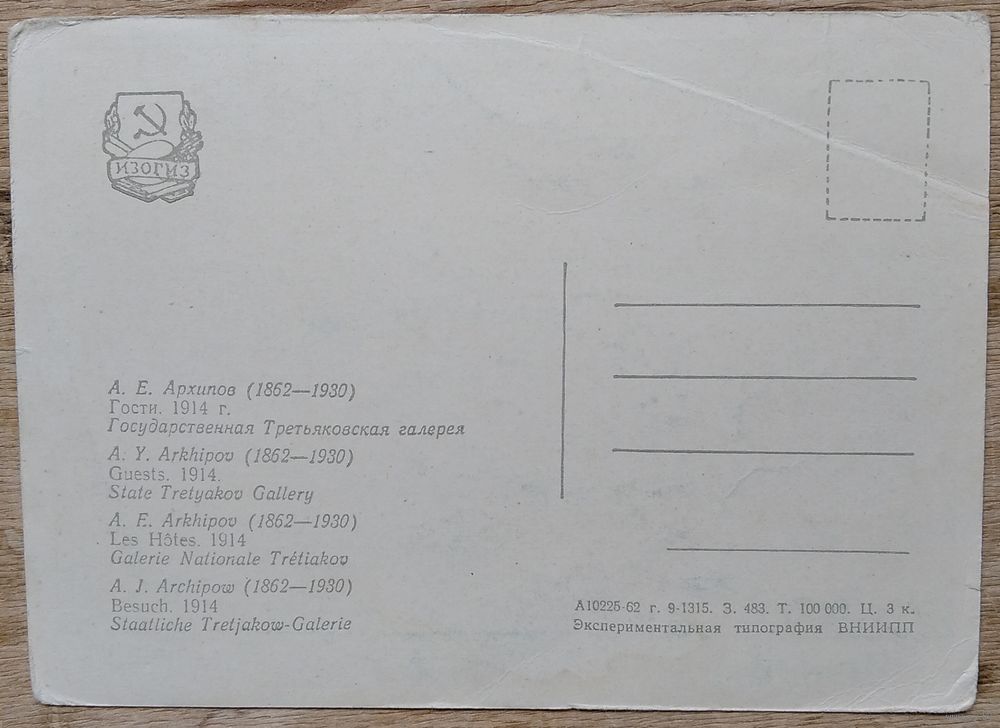 ИЗОГИЗ
А. Е. Архипов (1862—1930)
Гости. 1914 г.
Государственная Третьяковская галерея
A. Y. Arkhipov (1862—1930)
Guests. 1914.
State Tretyakov Gallery
A. E. Arkhipov (1862—1930)
Les Hôtes. 1914
Galerie Nationale Trétiakov
A. J. Archipow (1862—1930)
Besuch. 1914
Staatliche Tretjakow-Galerie
А10225-62 г. 9-1315. З. 483. Т. 100 000. Ц. 3 к.
Экспериментальная типография ВНИИПП